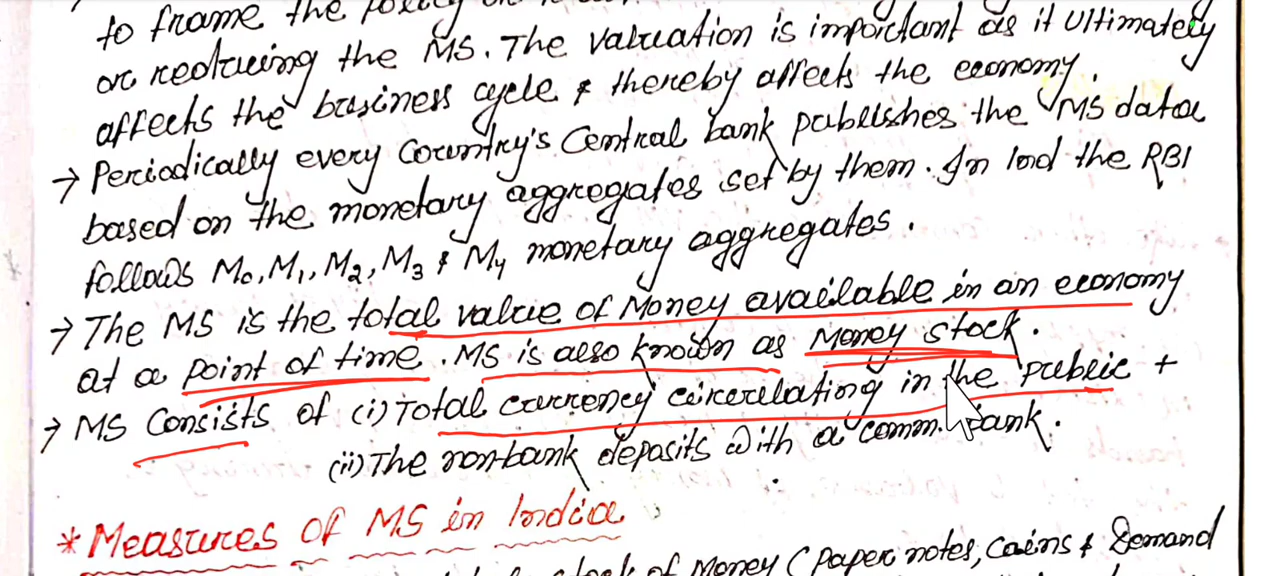 to frame the policy
or reducing the MS. The valuation is important as it ultimately
affects the business cycle & thereby affects the economy.
→ Periodically every Country's Central bank publishes the MS data
based on the monetary aggregates set by them. In Ind the RBI
follows M₀, M₁, M₂, M₃ & M₄ monetary aggregates.
→ The MS is the total value of Money available in an economy
at a point of time. MS is also known as Money stock.
→ MS Consists of (i) Total currency circulating in the public +
(ii) The non-bank deposits with a comm. bank.
* Measures of MS in India
stock of Money (Paper notes, Coins & Demand